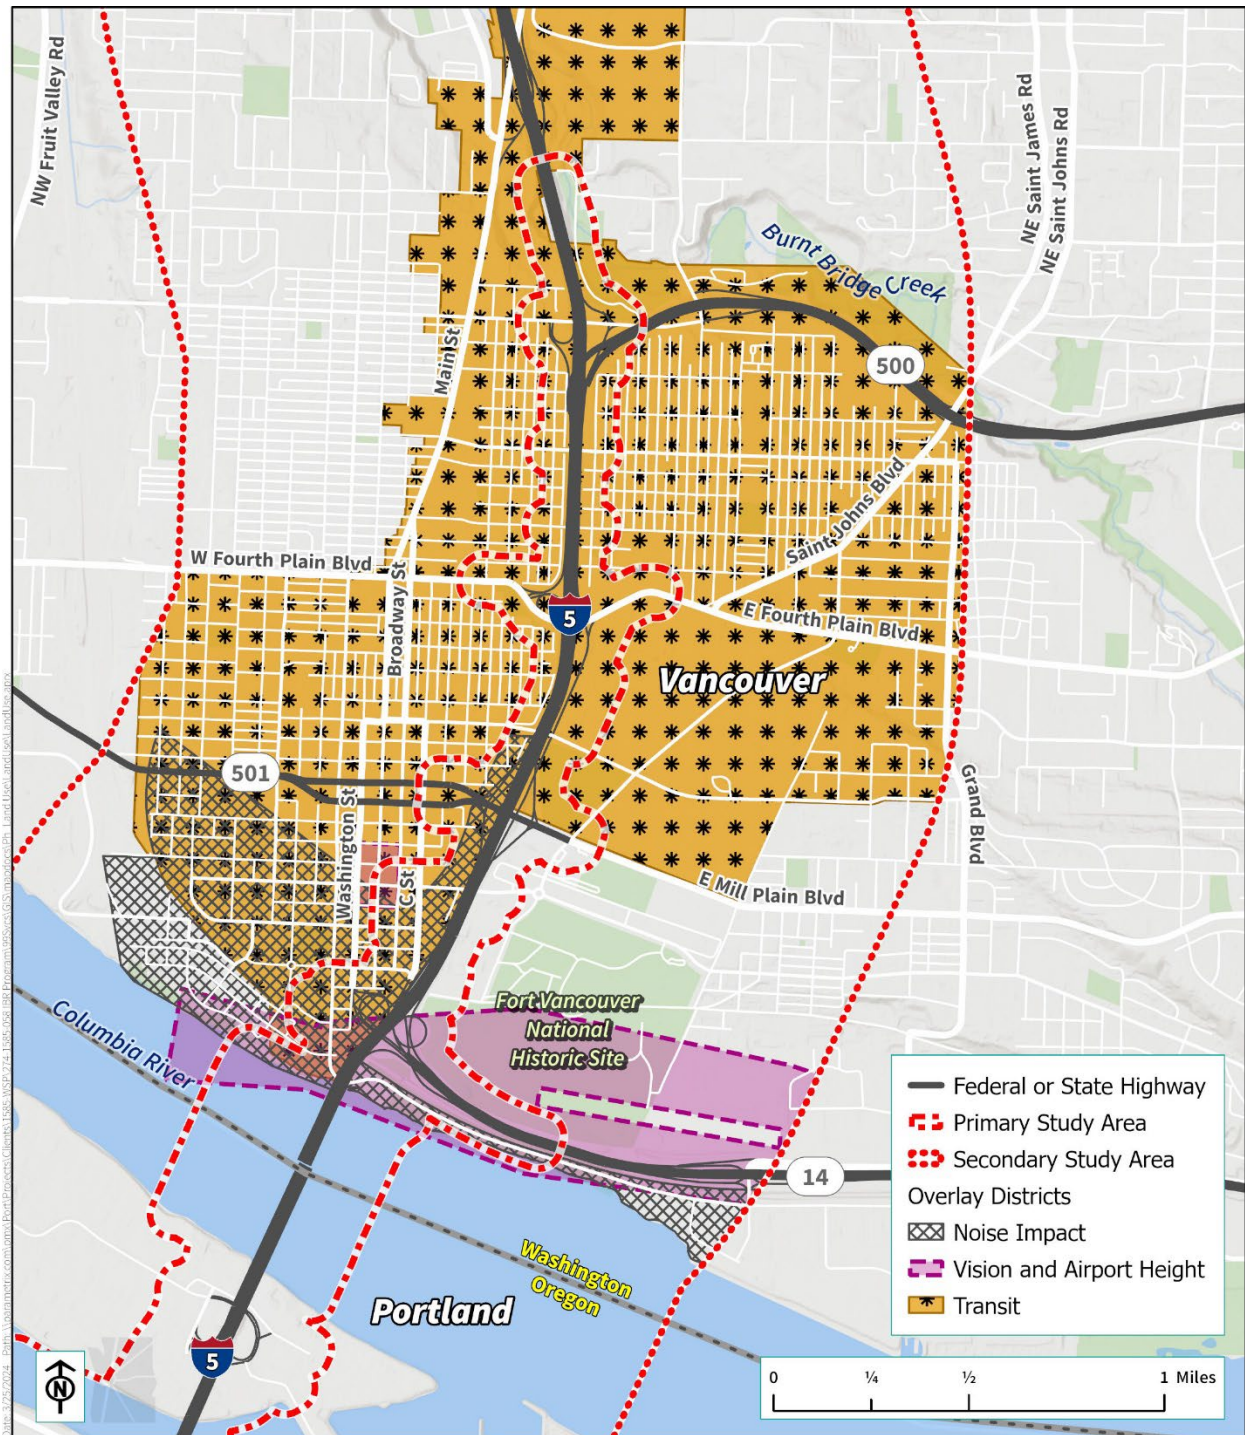 NW Fruit Valley Rd
NE Saint James Rd
NE Saint Johns Rd
Burnt Bridge Creek
Main St
500
Saint Johns Blvd
W Fourth Plain Blvd
Broadway St
5
E Fourth Plain Blvd
Vancouver
501
Washington St
C St
Grand Blvd
E Mill Plain Blvd
Fort Vancouver
National
Historic Site
Columbia River
14
Washington
Oregon
Portland
5
Federal or State Highway
Primary Study Area
Secondary Study Area
Overlay Districts
Noise Impact
Vision and Airport Height
Transit
N
0 ¼ ½ 1 Miles